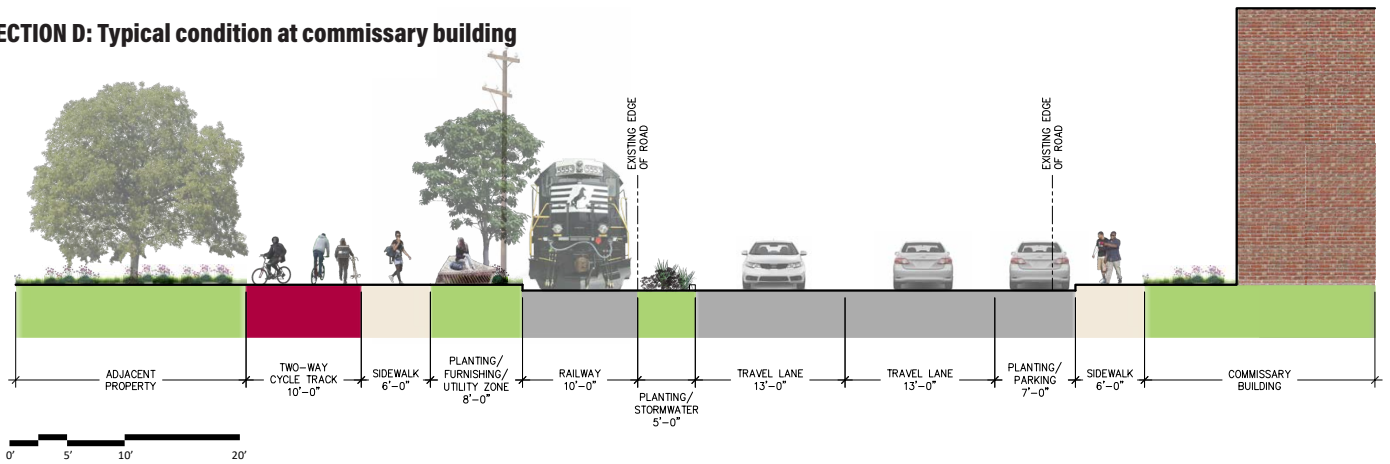 ECTION D: Typical condition at commissary building
EXISTING EDGE
OF ROAD
EXISTING EDGE
OF ROAD
ADJACENT
PROPERTY
TWO-WAY
CYCLE TRACK
10'-0"
SIDEWALK
6'-0"
PLANTING/
FURNISHING/
UTILITY ZONE
8'-0"
RAILWAY
10'-0"
PLANTING/
STORMWATER
5'-0"
TRAVEL LANE
13'-0"
TRAVEL LANE
13'-0"
PLANTING/
PARKING
7'-0"
SIDEWALK
6'-0"
COMMISSARY
BUILDING
0' 5' 10' 20'